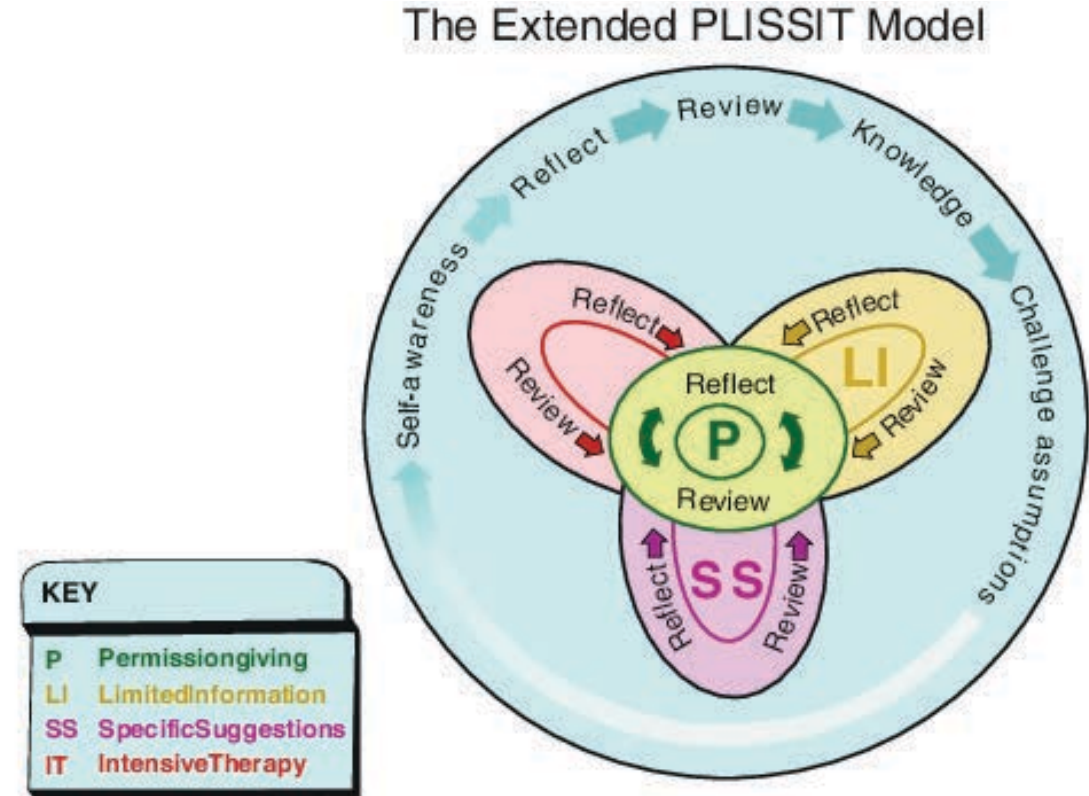 The Extended PLISSIT Model
Self-awareness
Reflect
Review
Knowledge
Challenge assumptions
Reflect
Review
Reflect
LI
Review
Reflect
P
Review
Reflect
SS
Review
KEY
P Permissiongiving
LI LimitedInformation
SS SpecificSuggestions
IT IntensiveTherapy